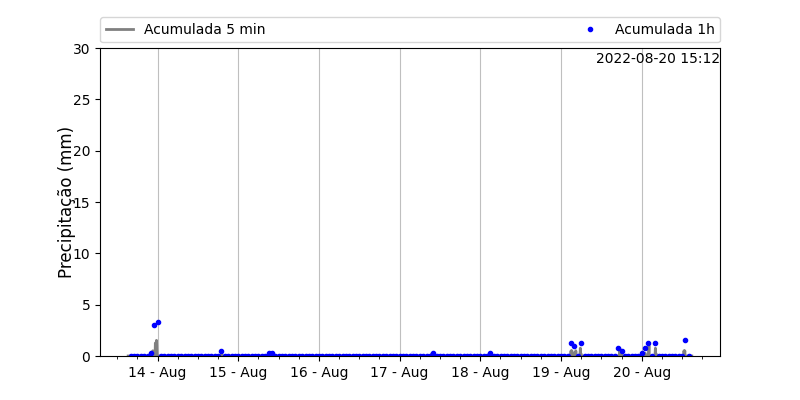 Acumulada 5 min
Acumulada 1h
2022-08-20 15:12
Precipitação (mm)
30
25
20
15
10
5
0
14 - Aug
15 - Aug
16 - Aug
17 - Aug
18 - Aug
19 - Aug
20 - Aug